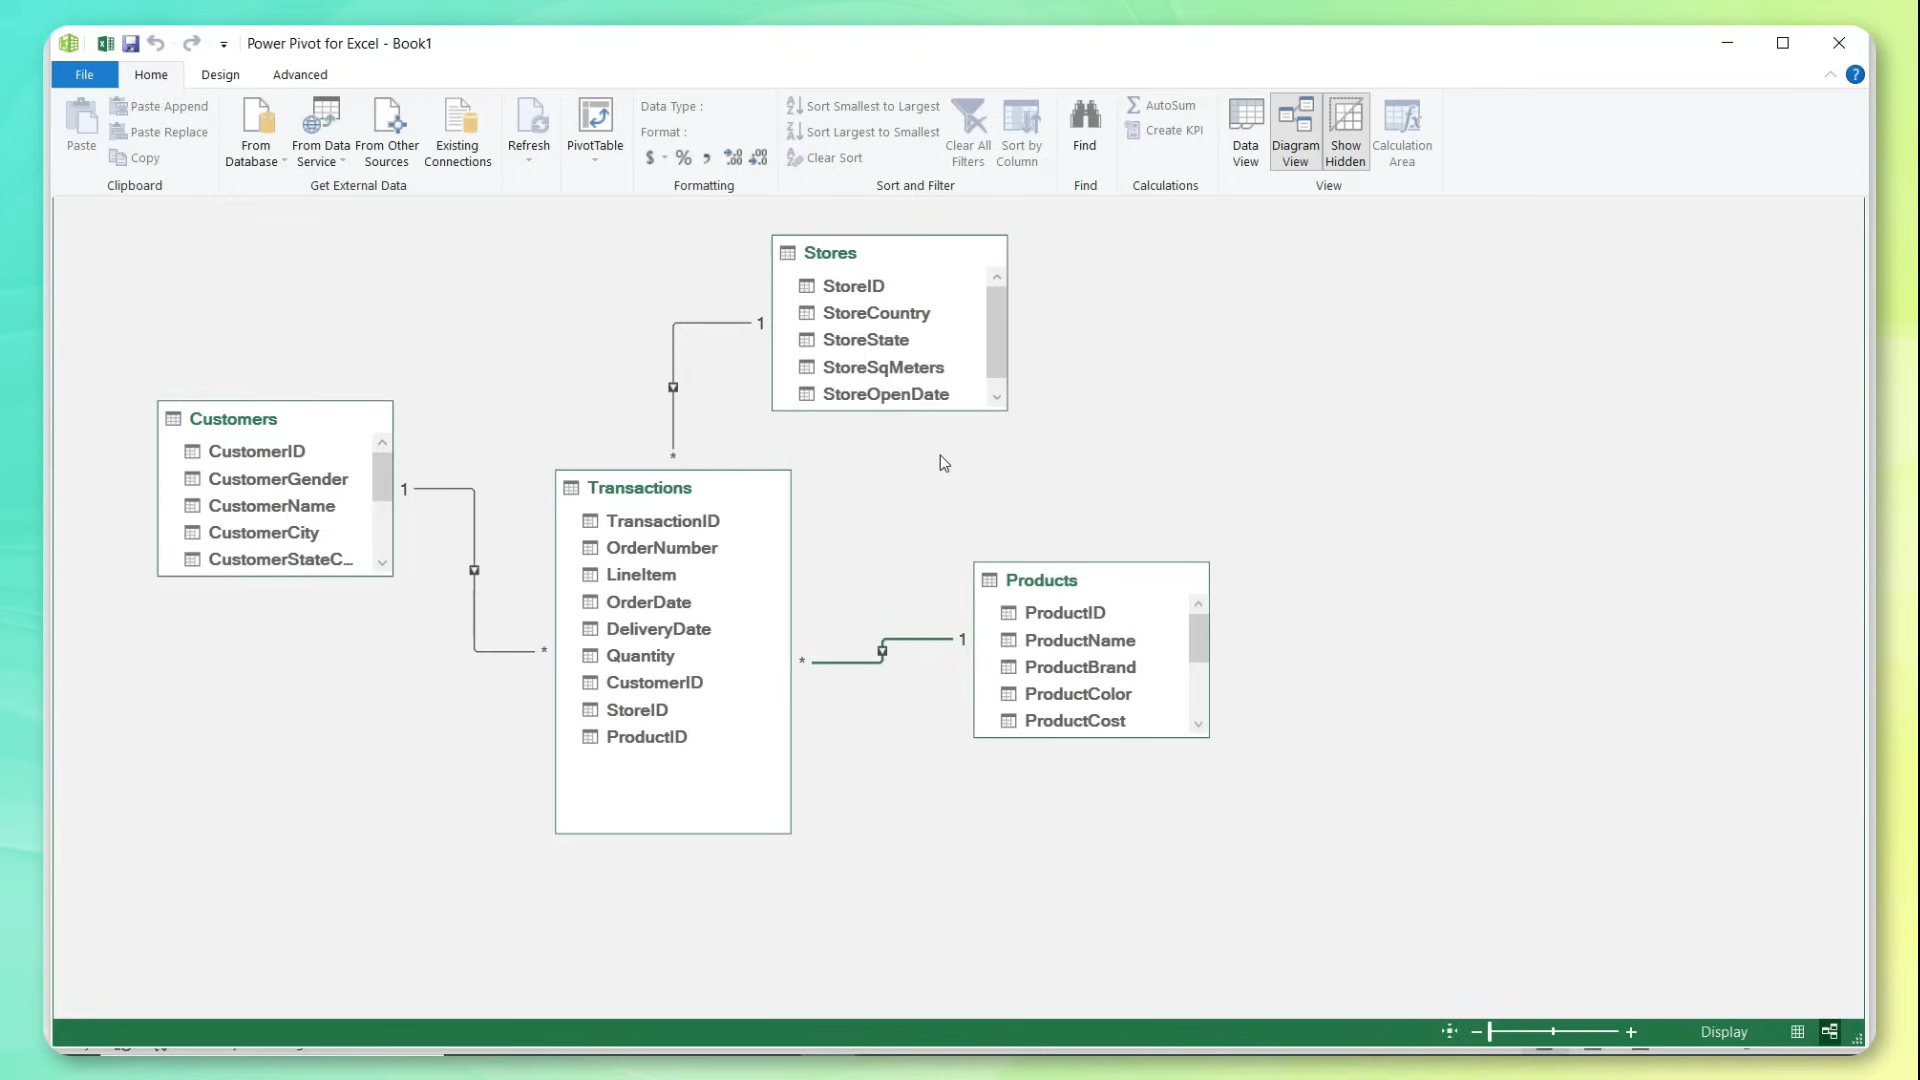 Power Pivot for Excel - Book1
File
Home
Design
Advanced
?
Paste
Paste Append
Paste Replace
Copy
Clipboard
From
Database
From Data
Service
From Other
Sources
Existing
Connections
Get External Data
Refresh
PivotTable
Data Type :
Format :
$
%
Formatting
Sort Smallest to Largest
Sort Largest to Smallest
Clear Sort
Clear All
Filters
Sort by
Column
Sort and Filter
Find
Find
AutoSum
Create KPI
Calculations
Data
View
Diagram
View
Show
Hidden
Calculation
Area
View
Stores
StoreID
StoreCountry
StoreState
StoreSqMeters
StoreOpenDate
1
*
Customers
CustomerID
CustomerGender
CustomerName
CustomerCity
CustomerStateC...
1
*
Transactions
TransactionID
OrderNumber
LineItem
OrderDate
DeliveryDate
Quantity
CustomerID
StoreID
ProductID
*
1
Products
ProductID
ProductName
ProductBrand
ProductColor
ProductCost
Display